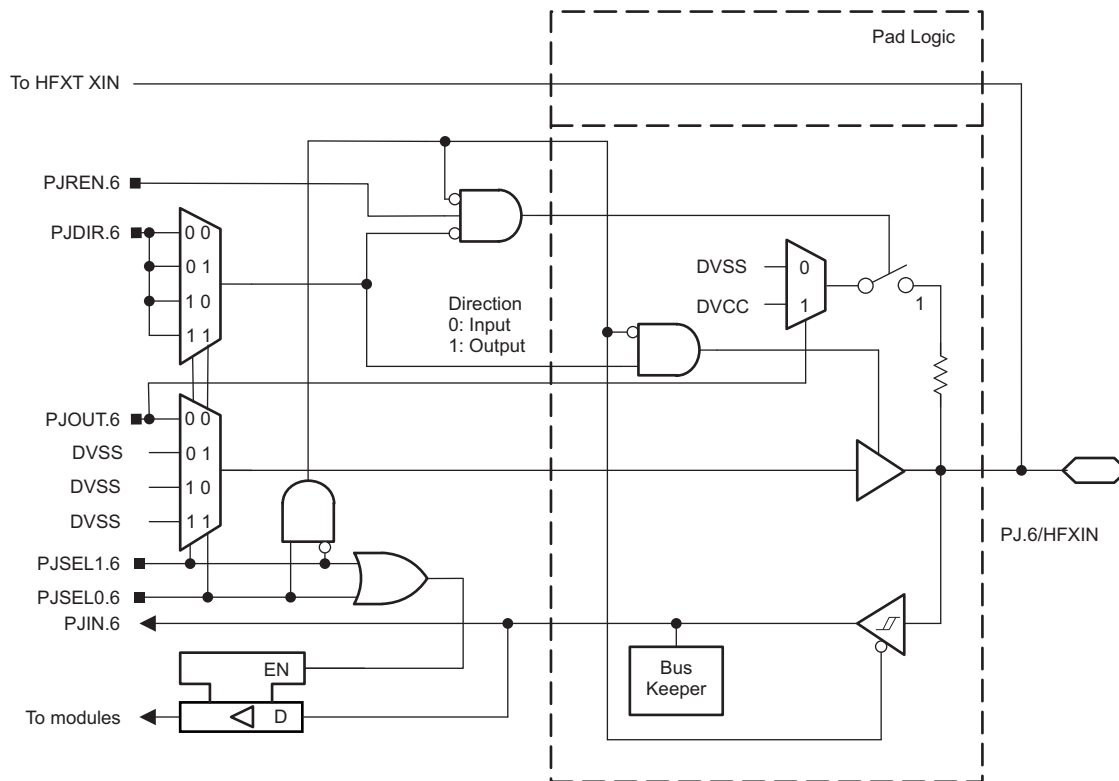 Pad Logic
To HFXT XIN
PJREN.6
PJDIR.6
0 0
0 1
1 0
1 1
Direction
0: Input
1: Output
DVSS
0
DVCC
1
1
PJOUT.6
0 0
DVSS
0 1
DVSS
1 0
DVSS
1 1
PJ.6/HFXIN
PJSEL1.6
PJSEL0.6
PJIN.6
Bus
Keeper
EN
To modules
D